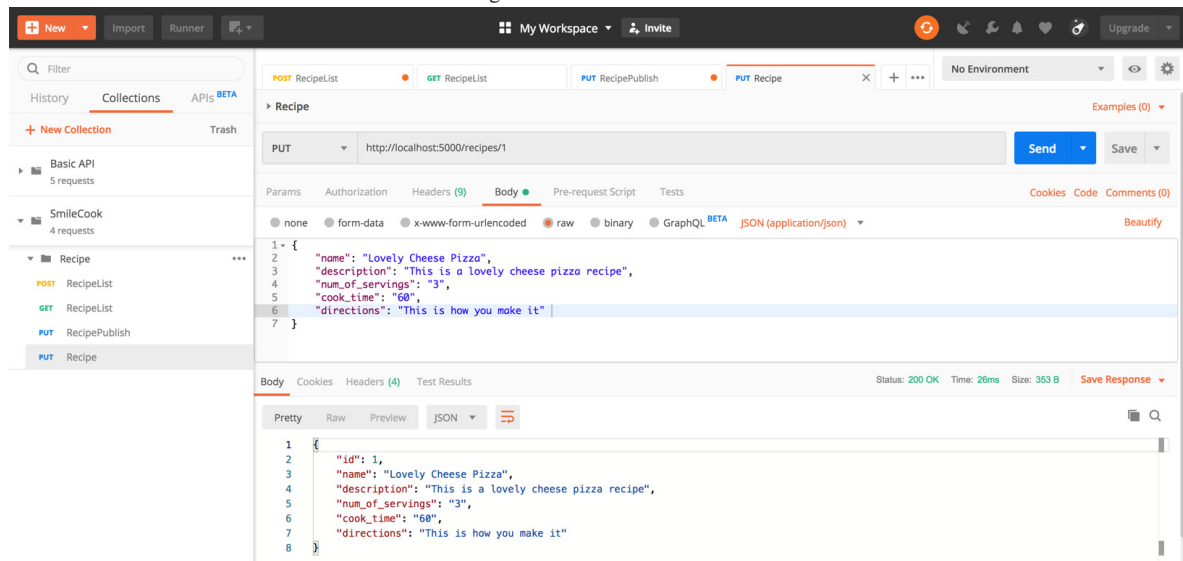 New Import Runner My Workspace Invite Upgrade
Filter
History Collections APIs BETA
+ New Collection Trash
Basic API
5 requests
SmileCook
4 requests
Recipe
POST RecipeList
GET RecipeList
PUT RecipePublish
PUT Recipe
POST RecipeList GET RecipeList PUT RecipePublish PUT Recipe X + ••• No Environment
Recipe Examples (0)
PUT http://localhost:5000/recipes/1 Send Save
Params Authorization Headers (9) Body Pre-request Script Tests Cookies Code Comments (0)
none form-data x-www-form-urlencoded raw binary GraphQL BETA JSON (application/json) Beautify
1 {
2 "name": "Lovely Cheese Pizza",
3 "description": "This is a lovely cheese pizza recipe",
4 "num_of_servings": "3",
5 "cook_time": "60",
6 "directions": "This is how you make it"
7 }
Body Cookies Headers (4) Test Results Status: 200 OK Time: 26ms Size: 353 B Save Response
Pretty Raw Preview JSON
1 {
2 "id": 1,
3 "name": "Lovely Cheese Pizza",
4 "description": "This is a lovely cheese pizza recipe",
5 "num_of_servings": "3",
6 "cook_time": "60",
7 "directions": "This is how you make it"
8 }